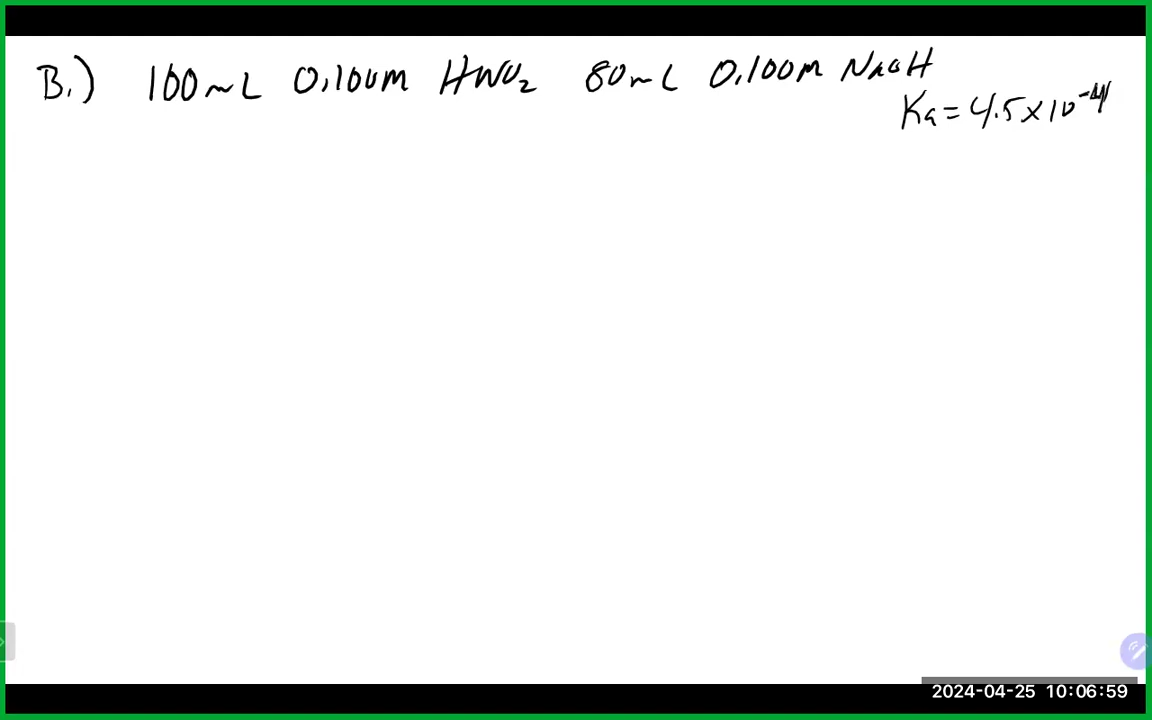 B.) 100mL 0.100M HNO₂ 80mL 0.100M NaOH
Ka = 4.5 x 10⁻⁴
2024-04-25 10:06:59